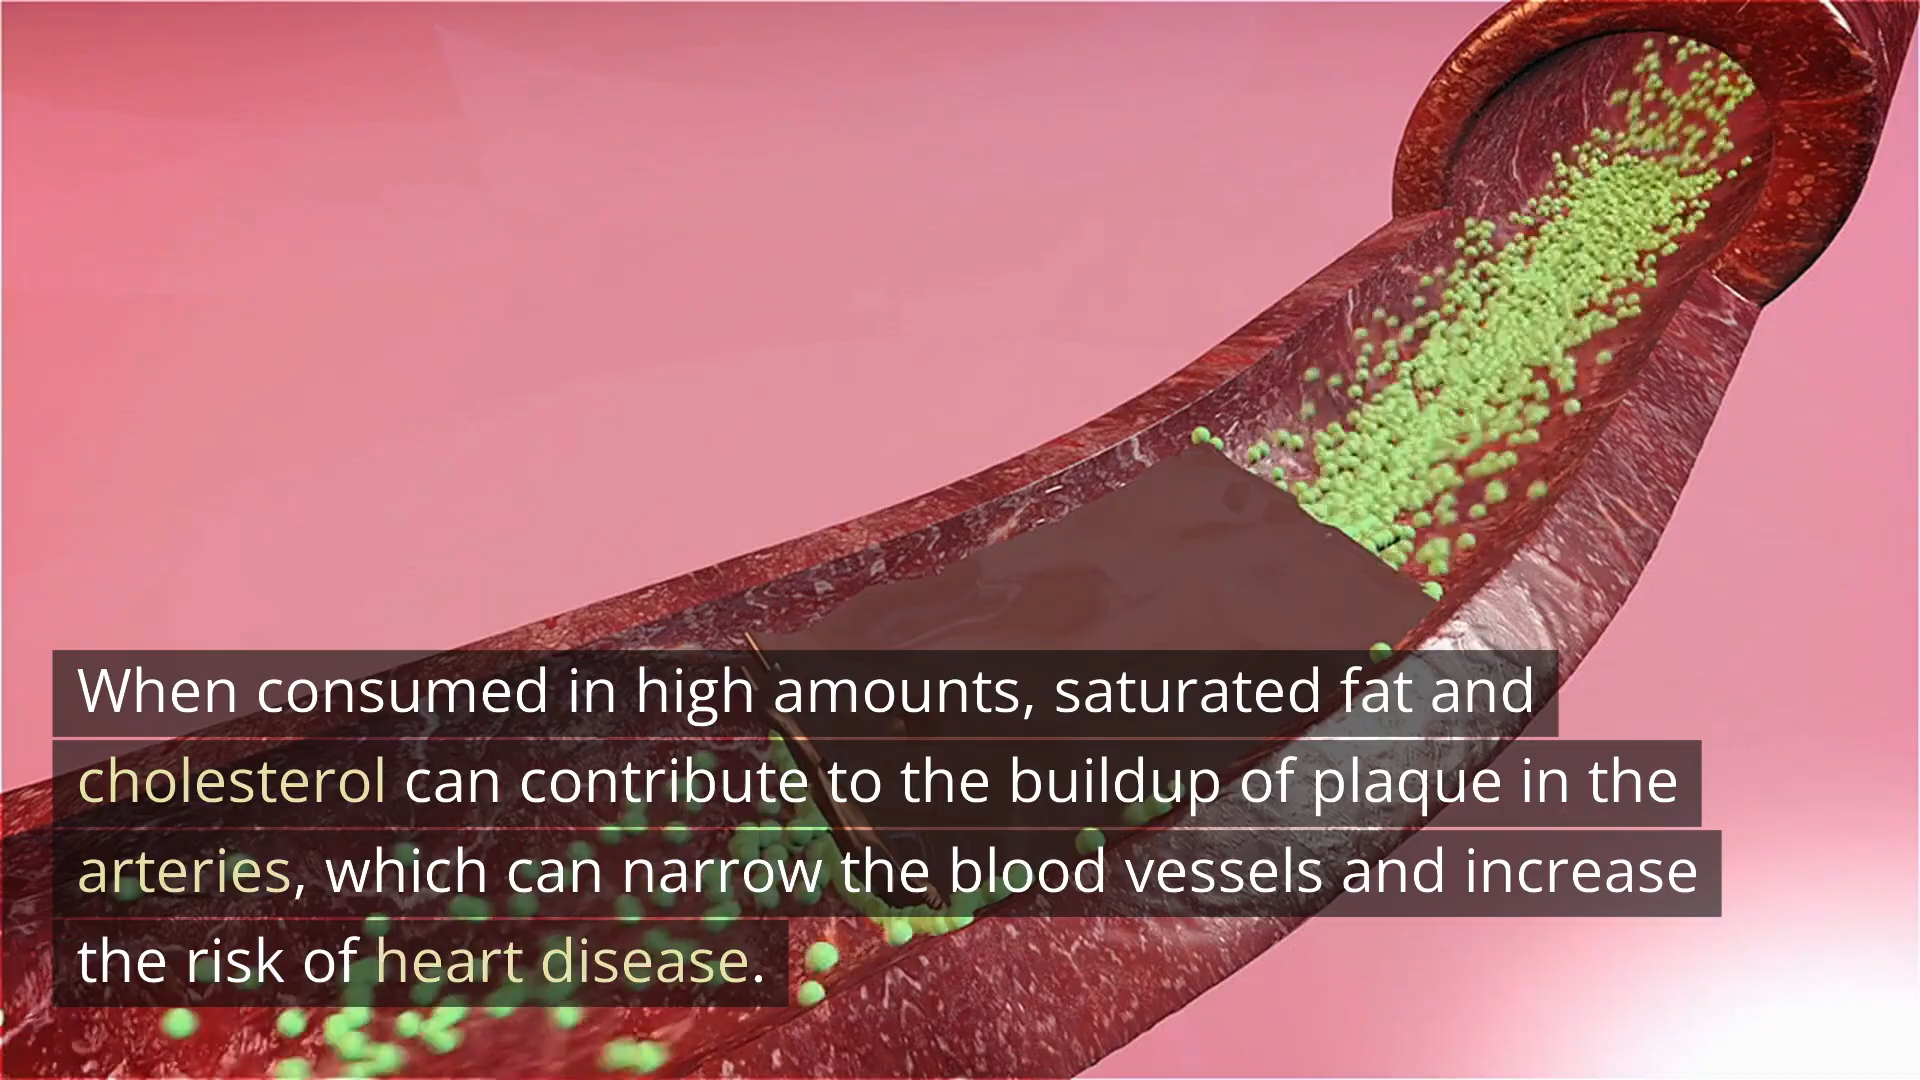 When consumed in high amounts, saturated fat and
cholesterol can contribute to the buildup of plaque in the
arteries, which can narrow the blood vessels and increase
the risk of heart disease.